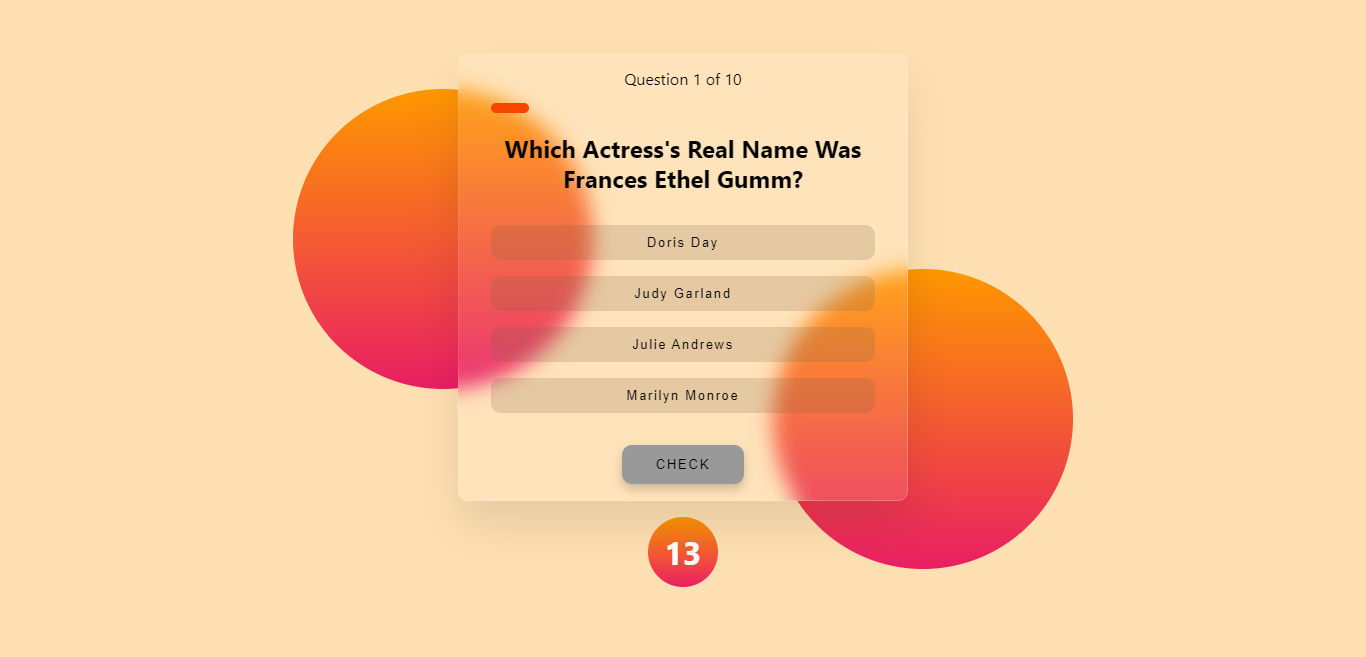 Question 1 of 10
Which Actress's Real Name Was
Frances Ethel Gumm?
Doris Day
Judy Garland
Julie Andrews
Marilyn Monroe
CHECK
13